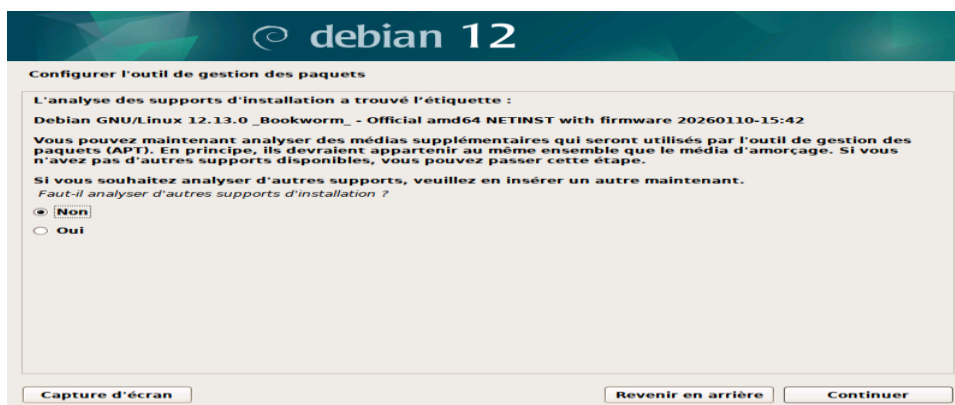 debian 12
Configurer l'outil de gestion des paquets
L'analyse des supports d'installation a trouvé l'étiquette :
Debian GNU/Linux 12.13.0 _Bookworm_ - Official amd64 NETINST with firmware 20260110-15:42
Vous pouvez maintenant analyser des médias supplémentaires qui seront utilisés par l'outil de gestion des
paquets (APT). En principe, ils devraient appartenir au même ensemble que le média d'amorçage. Si vous
n'avez pas d'autres supports disponibles, vous pouvez passer cette étape.
Si vous souhaitez analyser d'autres supports, veuillez en insérer un autre maintenant.
Faut-il analyser d'autres supports d'installation ?
Non
Oui
Capture d'écran
Revenir en arrière
Continuer